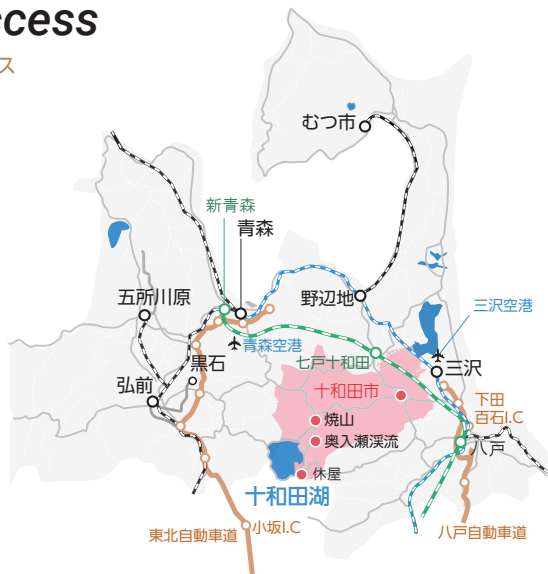 ccess
ス
むつ市
新青森
青森
五所川原
野辺地
三沢空港
青森空港
七戸十和田
三沢
黒石
弘前
十和田市
下田
百石I.C
焼山
奥入瀬渓流
八戸
休屋
十和田湖
東北自動車道
小坂I.C
八戸自動車道